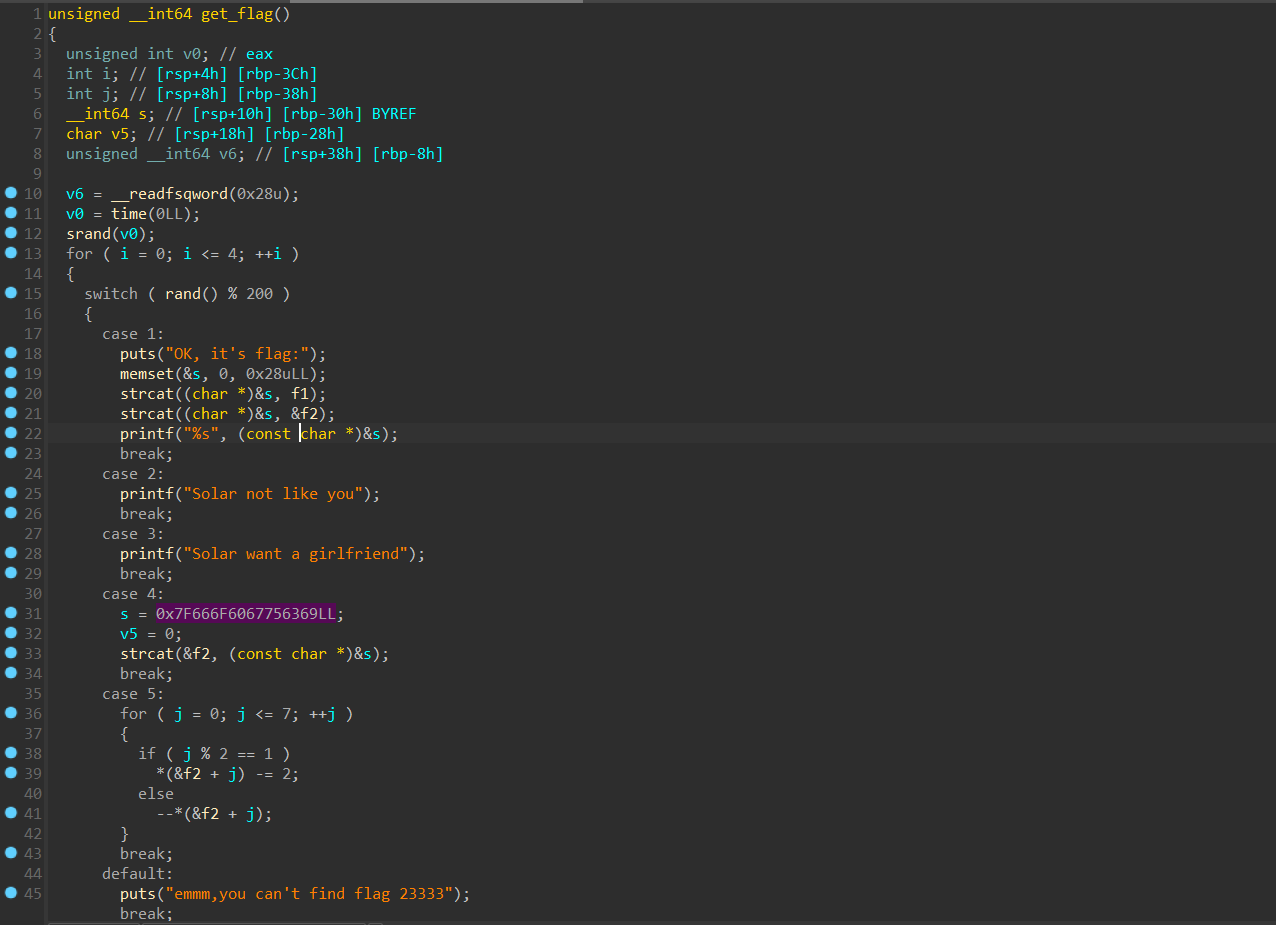 1 unsigned __int64 get_flag()
2 {
3 unsigned int v0; // eax
4 int i; // [rsp+4h] [rbp-3Ch]
5 int j; // [rsp+8h] [rbp-38h]
6 __int64 s; // [rsp+10h] [rbp-30h] BYREF
7 char v5; // [rsp+18h] [rbp-28h]
8 unsigned __int64 v6; // [rsp+38h] [rbp-8h]
9
10 v6 = __readfsqword(0x28u);
11 v0 = time(0LL);
12 srand(v0);
13 for ( i = 0; i <= 4; ++i )
14 {
15 switch ( rand() % 200 )
16 {
17 case 1:
18 puts("OK, it's flag:");
19 memset(&s, 0, 0x28uLL);
20 strcat((char *)&s, f1);
21 strcat((char *)&s, &f2);
22 printf("%s", (const char *)&s);
23 break;
24 case 2:
25 printf("Solar not like you");
26 break;
27 case 3:
28 printf("Solar want a girlfriend");
29 break;
30 case 4:
31 s = 0x7F666F6067756369LL;
32 v5 = 0;
33 strcat(&f2, (const char *)&s);
34 break;
35 case 5:
36 for ( j = 0; j <= 7; ++j )
37 {
38 if ( j % 2 == 1 )
39 *(&f2 + j) -= 2;
40 else
41 --*(&f2 + j);
42 }
43 break;
44 default:
45 puts("emmm,you can't find flag 23333");
break;